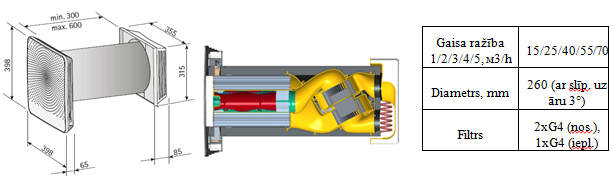 min. 300
max. 600
355
398
315
398
65
85
Gaisa ražība
1/2/3/4/5, м3/h
15/25/40/55/70
Diametrs, mm
260 (ar slīp. uz
āru 3°)
Filtrs
2xG4 (nos.),
1xG4 (iepl.)